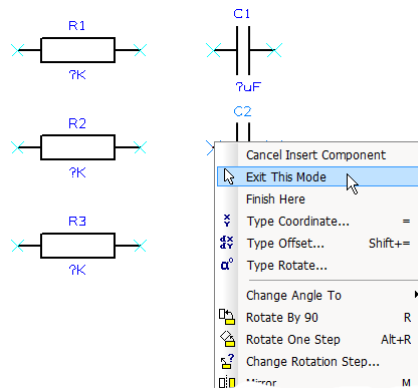 R1
C1
?K
?uF
R2
C2
?K
R3
?K
Cancel Insert Component
Exit This Mode
Finish Here
Type Coordinate... =
Type Offset... Shift+=
Type Rotate...
Change Angle To
Rotate By 90 R
Rotate One Step Alt+R
Change Rotation Step...
Mirror M